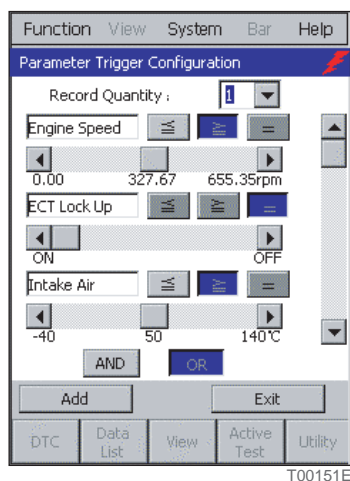 Function View System Bar Help
Parameter Trigger Configuration
Record Quantity : 1
Engine Speed ≦ ≧ =
0.00 327.67 655.35rpm
ECT Lock Up ≦ ≧ =
ON OFF
Intake Air ≦ ≧ =
-40 50 140℃
AND OR
Add Exit
DTC Data List View Active Test Utility
T00151E